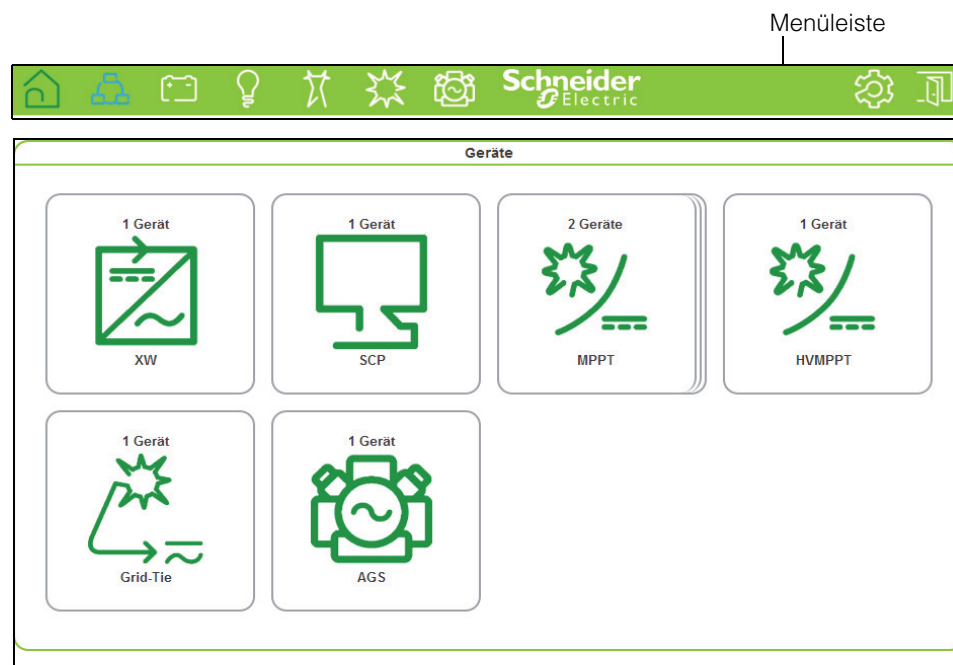 Menüleiste
Schneider
Electric
Geräte
1 Gerät
1 Gerät
2 Geräte
1 Gerät
XW
SCP
MPPT
HVMPPT
1 Gerät
1 Gerät
Grid-Tie
AGS